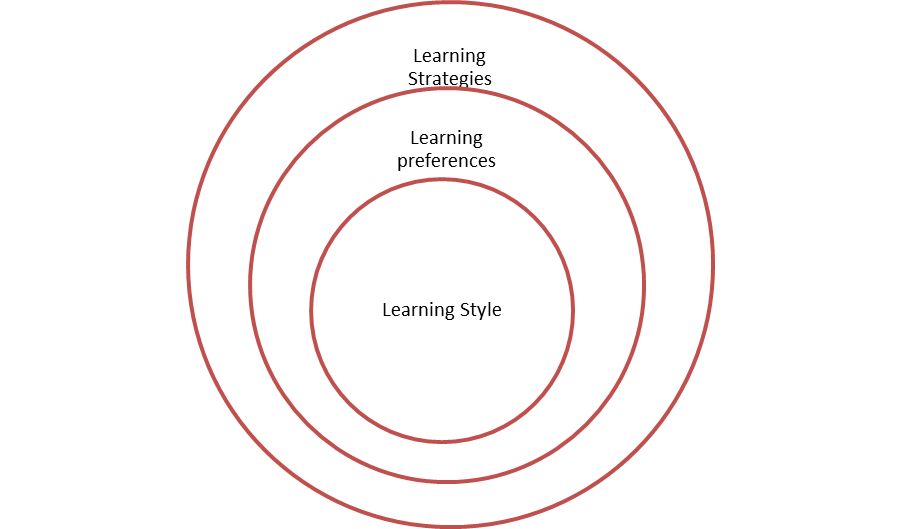 Learning
Strategies
Learning
preferences
Learning Style